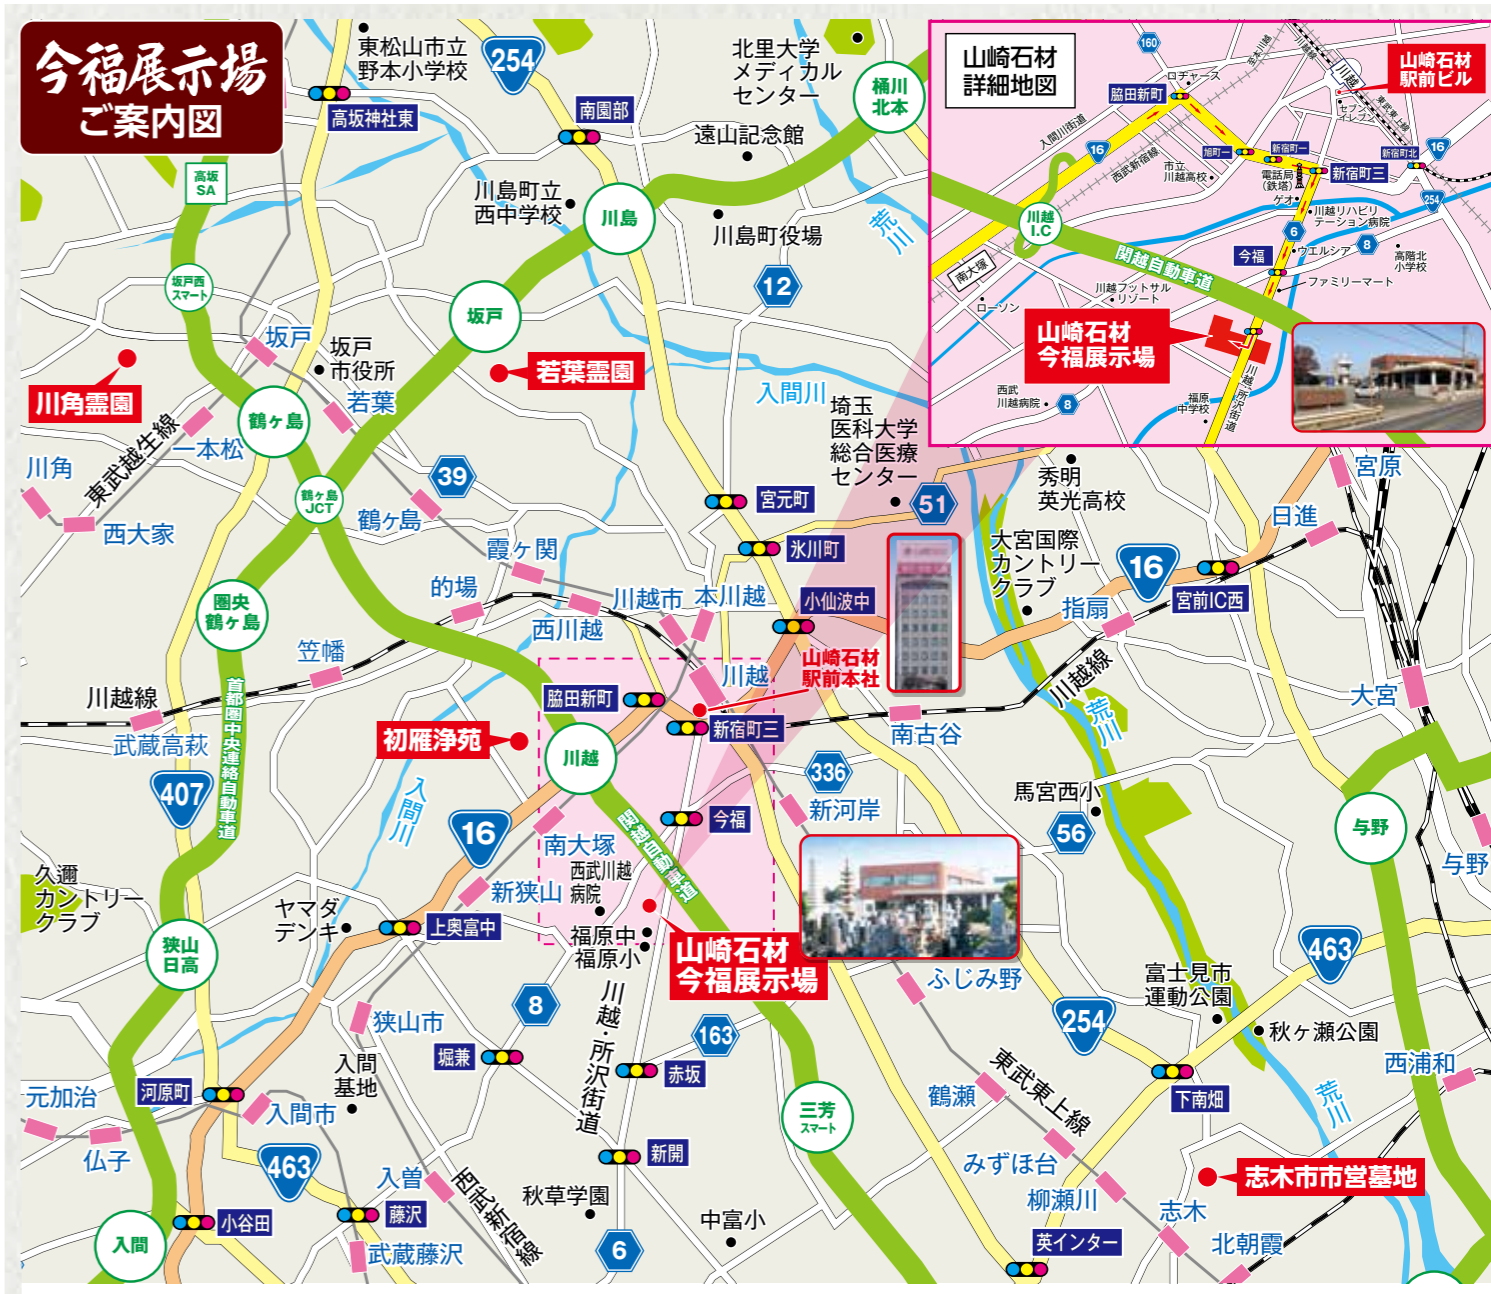 今福展示場
ご案内図
東松山市立
野本小学校
254
高坂神社東
南園部
北里大学
メディカル
センター
桶川
北本
遠山記念館
高坂
SA
川島町立
西中学校
川島
川島町役場
荒川
12
坂戸西
スマート
坂戸
坂戸
坂戸
市役所
若葉霊園
川角霊園
若葉
入間川
鶴ヶ島
一本松
東武越生線
川角
西大家
39
鶴ヶ島
JCT
鶴ヶ島
埼玉
医科大学
総合医療
センター
51
秀明
英光高校
宮原
日進
宮元町
氷川町
大宮国際
カントリー
クラブ
16
宮前IC西
指扇
霞ヶ関
的場
西川越
川越市
本川越
小仙波中
圏央
鶴ヶ島
笠幡
川越線
武蔵高萩
首都圏中央連絡自動車道
407
山崎石材
駅前本社
川越
脇田新町
新宿町三
初雁浄苑
川越
南古谷
川越線
荒川
大宮
336
新河岸
馬宮西小
56
与野
与野
入間川
16
今福
関越自動車道
南大塚
西武川越
病院
新狭山
久邇
カントリー
クラブ
ヤマダ
デンキ
上奥富中
狭山
日高
福原中
福原小
山崎石材
今福展示場
ふじみ野
富士見市
運動公園
463
254
秋ヶ瀬公園
8
川越・所沢街道
163
狭山市
堀兼
赤坂
入間
基地
河原町
元加治
仏子
入間市
463
入曽
西武新宿線
新開
三芳
スマート
鶴瀬
東武東上線
下南畑
西浦和
荒川
みずほ台
柳瀬川
志木市市営墓地
志木
北朝霞
秋草学園
中富小
6
入間
小谷田
藤沢
武蔵藤沢
英インター
山崎石材
詳細地図
160
ロヂャース
至本川越
川越線
川越
山崎石材
駅前ビル
脇田新町
セブン
イレブン
東武東上線
入間川街道
16
西武新宿線
旭町一
新宿町一
市立
川越高校
電話局
(鉄塔)
ゲオ
新宿町三
新宿町北
16
254
川越
I.C
川越リハビリ
テーション病院
6
ウエルシア
8
高階北
小学校
今福
関越自動車道
南大塚
ローソン
川越フットサル
リゾート
ファミリーマート
山崎石材
今福展示場
西武
川越病院
8
福原
中学校
川越・所沢街道